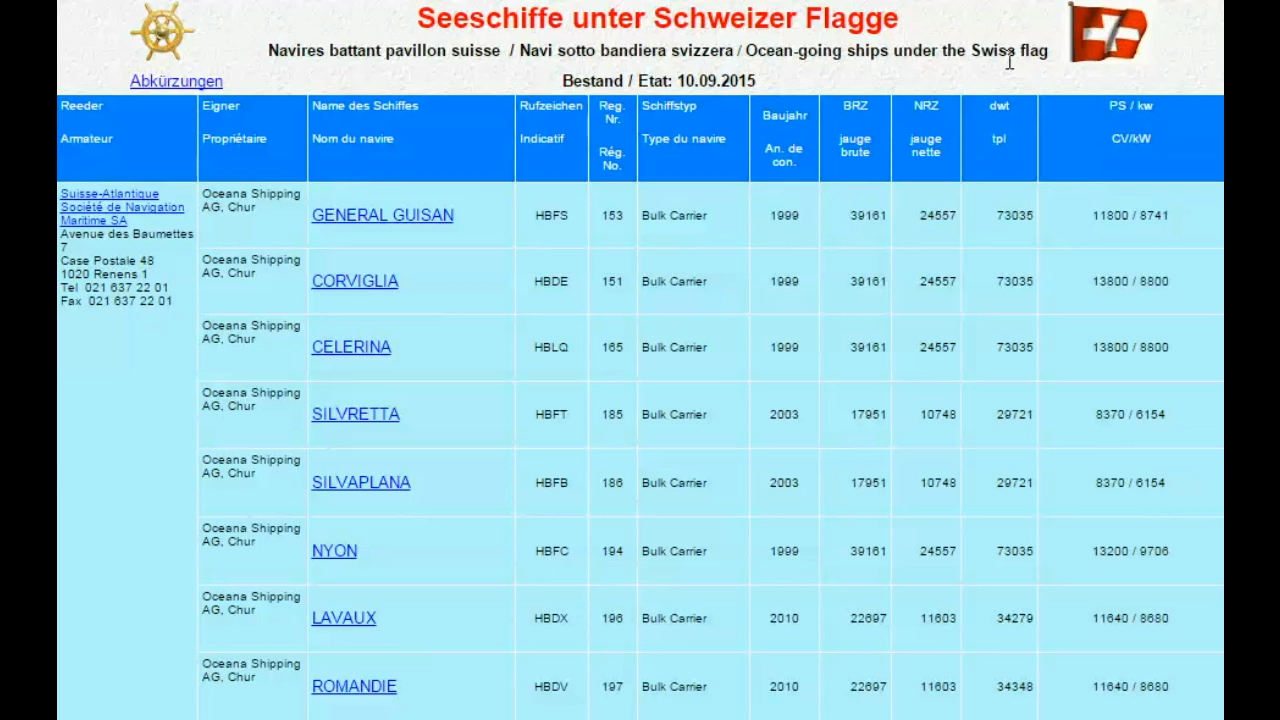 Seeschiffe unter Schweizer Flagge
Navires battant pavillon suisse / Navi sotto bandiera svizzera / Ocean-going ships under the Swiss flag
Abkürzungen
Bestand / Etat: 10.09.2015
Reeder Eigner Name des Schiffes Rufzeichen Reg. Nr. Schiffstyp Baujahr BRZ NRZ dwt PS / kw
Armateur Propriétaire Nom du navire Indicatif Rég. No. Type du navire An. de con. jauge brute jauge nette tpl CV/kW
Suisse-Atlantique
Société de Navigation
Maritime SA
Avenue des Baumettes
7
Case Postale 48
1020 Renens 1
Tel 021 637 22 01
Fax 021 637 22 01
Oceana Shipping AG, Chur GENERAL GUISAN HBFS 153 Bulk Carrier 1999 39161 24557 73035 11800 / 8741
Oceana Shipping AG, Chur CORVIGLIA HBDE 151 Bulk Carrier 1999 39161 24557 73035 13800 / 8800
Oceana Shipping AG, Chur CELERINA HBLQ 165 Bulk Carrier 1999 39161 24557 73035 13800 / 8800
Oceana Shipping AG, Chur SILVRETTA HBFT 185 Bulk Carrier 2003 17951 10748 29721 8370 / 6154
Oceana Shipping AG, Chur SILVAPLANA HBFB 186 Bulk Carrier 2003 17951 10748 29721 8370 / 6154
Oceana Shipping AG, Chur NYON HBFC 194 Bulk Carrier 1999 39161 24557 73035 13200 / 9706
Oceana Shipping AG, Chur LAVAUX HBDX 196 Bulk Carrier 2010 22697 11603 34279 11640 / 8680
Oceana Shipping AG, Chur ROMANDIE HBDV 197 Bulk Carrier 2010 22697 11603 34348 11640 / 8680